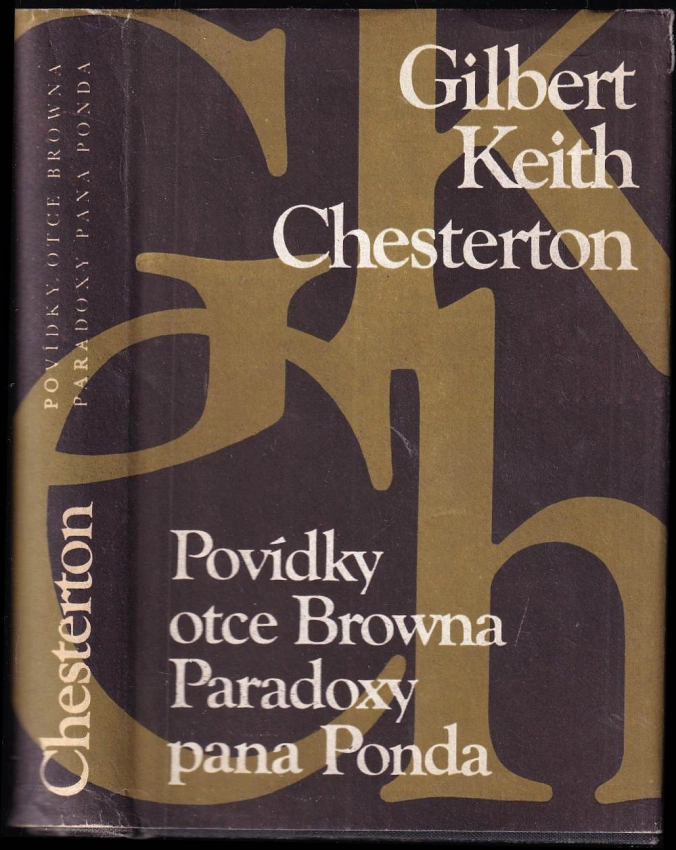 POVÍDKY OTCE BROWNA
PARADOXY PANA PONDA
Chesterton
Gilbert
Keith
Chesterton
Povídky
otce Browna
Paradoxy
pana Ponda